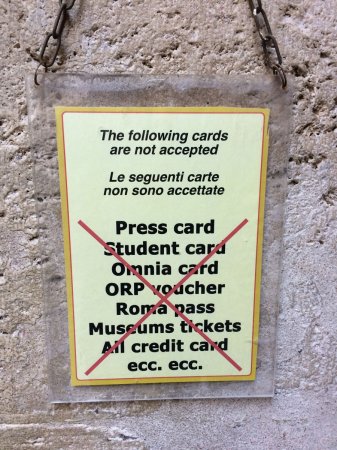 The following cards
are not accepted
Le seguenti carte
non sono accettate
Press card
Student card
Omnia card
ORP voucher
Roma pass
Museums tickets
All credit card
ecc. ecc.